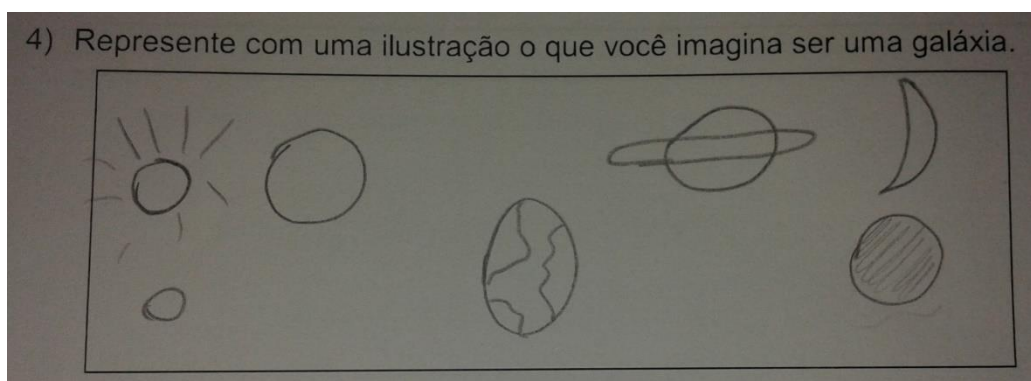 4) Represente com uma ilustração o que você imagina ser uma galáxia.